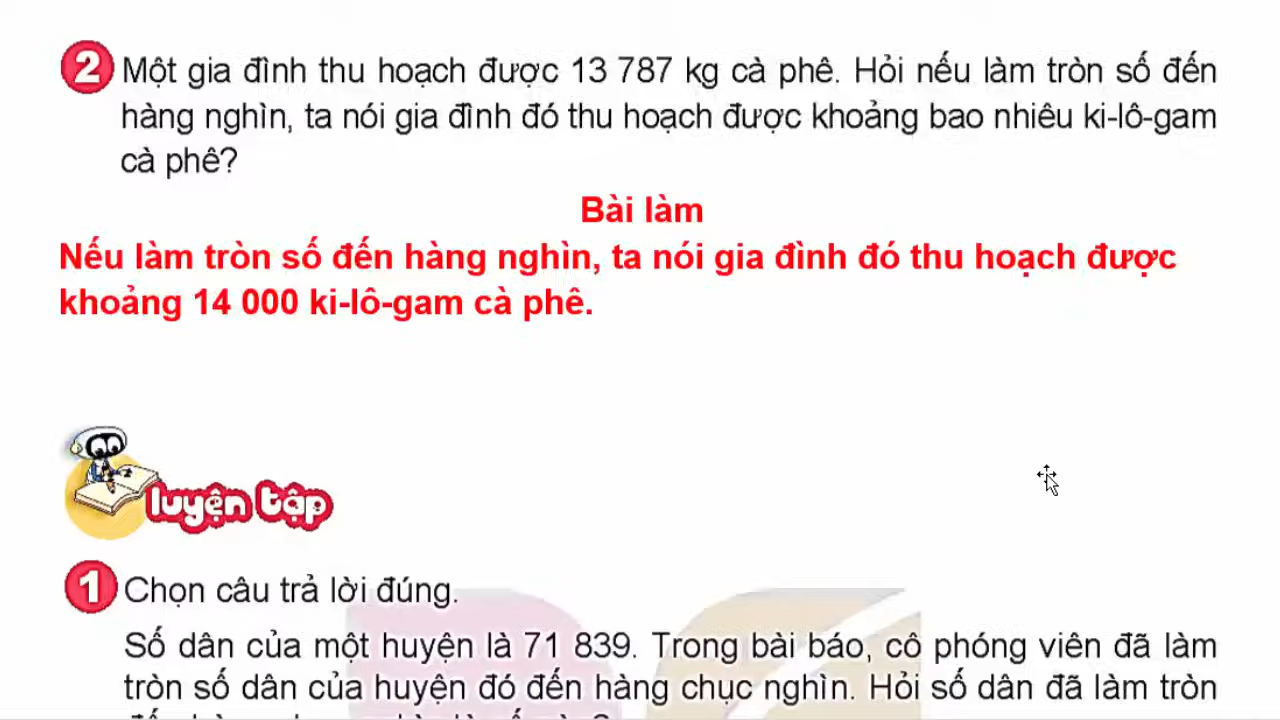 2 Một gia đình thu hoạch được 13 787 kg cà phê. Hỏi nếu làm tròn số đến
hàng nghìn, ta nói gia đình đó thu hoạch được khoảng bao nhiêu ki-lô-gam
cà phê?
Bài làm
Nếu làm tròn số đến hàng nghìn, ta nói gia đình đó thu hoạch được
khoảng 14 000 ki-lô-gam cà phê.
luyện tập
1 Chọn câu trả lời đúng.
Số dân của một huyện là 71 839. Trong bài báo, cô phóng viên đã làm
tròn số dân của huyện đó đến hàng chục nghìn. Hỏi số dân đã làm tròn